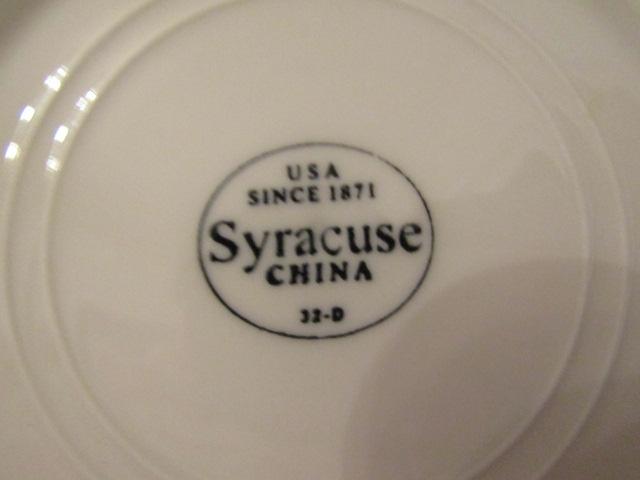 USA
SINCE 1871
Syracuse
CHINA
32-D